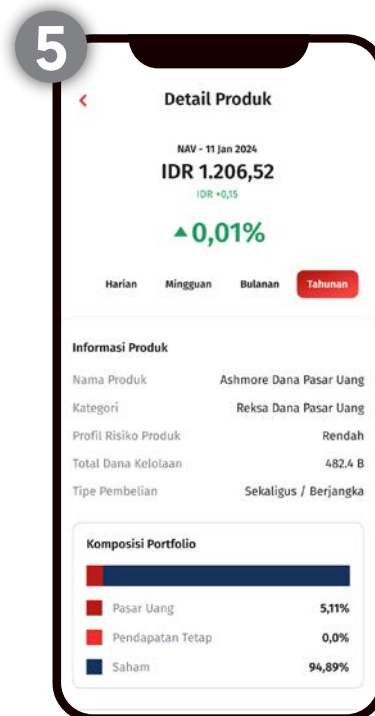 5
Detail Produk
NAV - 11 Jan 2024
IDR 1.206,52
IDR +0,15
0,01%
Harian Mingguan Bulanan Tahunan
Informasi Produk
Nama Produk Ashmore Dana Pasar Uang
Kategori Reksa Dana Pasar Uang
Profil Risiko Produk Rendah
Total Dana Kelolaan 482.4 B
Tipe Pembelian Sekaligus / Berjangka
Komposisi Portfolio
Pasar Uang 5,11%
Pendapatan Tetap 0,0%
Saham 94,89%